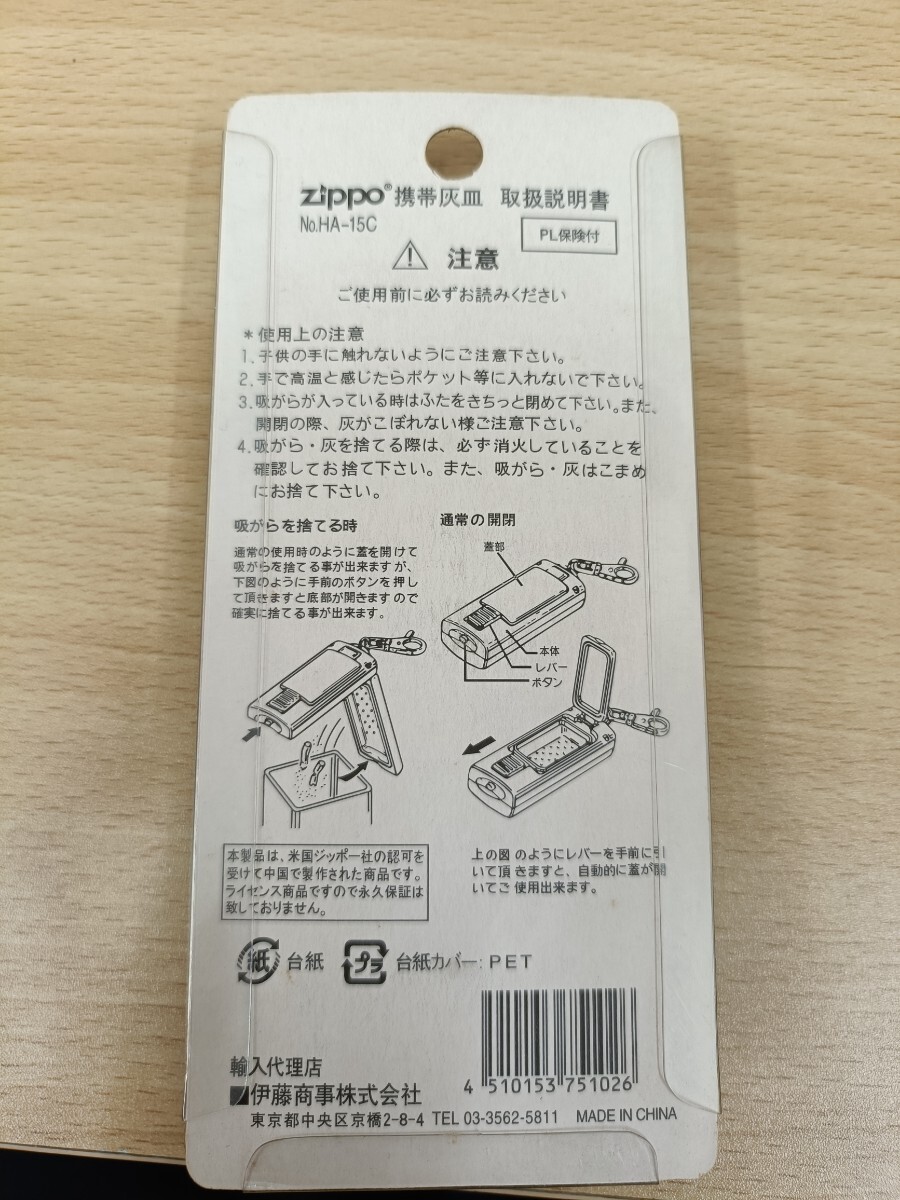 zippo® 携帯灰皿 取扱説明書
No.HA-15C
PL保険付
注意
ご使用前に必ずお読みください
＊使用上の注意
1.子供の手に触れないようにご注意下さい。
2.手で高温と感じたらポケット等に入れないで下さい。
3.吸がらが入っている時はふたをきちっと閉めて下さい。また、
開閉の際、灰がこぼれない様ご注意下さい。
4.吸がら・灰を捨てる際は、必ず消火していることを
確認してお捨て下さい。また、吸がら・灰はこまめ
にお捨て下さい。
吸がらを捨てる時
通常の使用時のように蓋を開けて
吸がらを捨てる事が出来ますが、
下図のように手前のボタンを押し
て頂きますと底部が開きますので
確実に捨てる事が出来ます。
通常の開閉
蓋部
本体
レバー
ボタン
上の図のようにレバーを手前に引
いて頂きますと、自動的に蓋が開
いてご使用出来ます。
本製品は、米国ジッポー社の認可を
受けて中国で製作された商品です。
ライセンス商品ですので永久保証は
致しておりません。
紙 台紙 プラ 台紙カバー:PET
4 510153 751026
輸入代理店
伊藤商事株式会社
東京都中央区京橋2-8-4 TEL 03-3562-5811 MADE IN CHINA